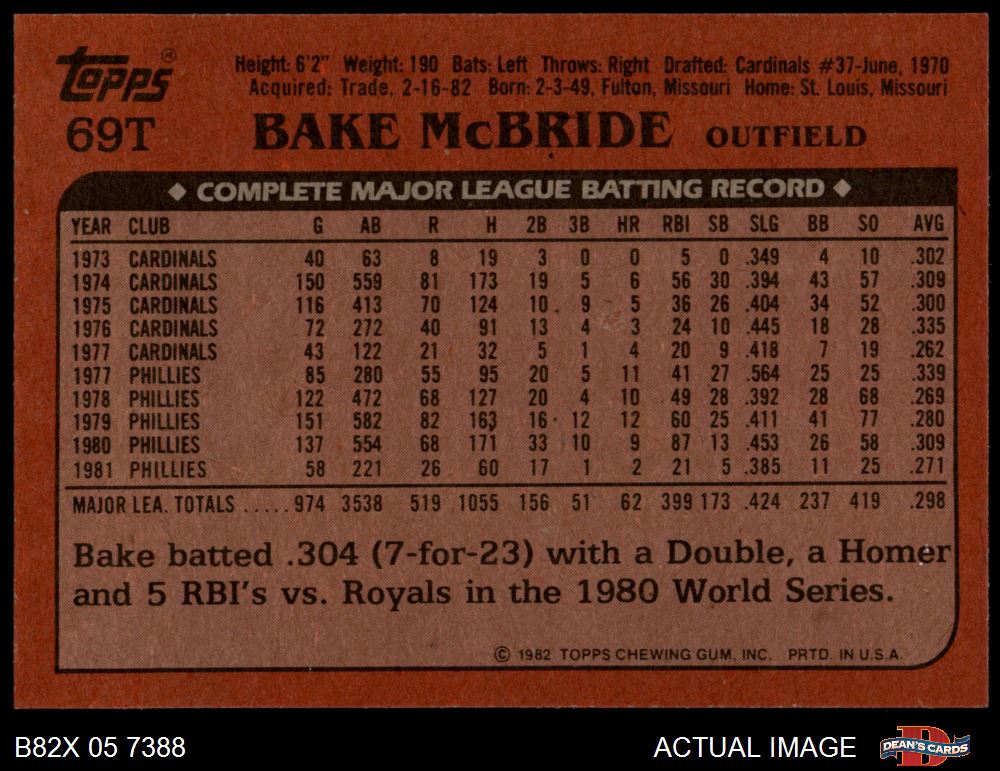 Topps®
Height: 6'2" Weight: 190 Bats: Left Throws: Right Drafted: Cardinals #37-June, 1970
Acquired: Trade, 2-16-82 Born: 2-3-49, Fulton, Missouri Home: St. Louis, Missouri
69T BAKE McBRIDE OUTFIELD
◆ COMPLETE MAJOR LEAGUE BATTING RECORD ◆
YEAR CLUB G AB R H 2B 3B HR RBI SB SLG BB SO AVG
1973 CARDINALS 40 63 8 19 3 0 0 5 0 .349 4 10 .302
1974 CARDINALS 150 559 81 173 19 5 6 56 30 .394 43 57 .309
1975 CARDINALS 116 413 70 124 10 9 5 36 26 .404 34 52 .300
1976 CARDINALS 72 272 40 91 13 4 3 24 10 .445 18 28 .335
1977 CARDINALS 43 122 21 32 5 1 4 20 9 .418 7 19 .262
1977 PHILLIES 85 280 55 95 20 5 11 41 27 .564 25 25 .339
1978 PHILLIES 122 472 68 127 20 4 10 49 28 .392 28 68 .269
1979 PHILLIES 151 582 82 163 16 12 12 60 25 .411 41 77 .280
1980 PHILLIES 137 554 68 171 33 10 9 87 13 .453 26 58 .309
1981 PHILLIES 58 221 26 60 17 1 2 21 5 .385 11 25 .271
MAJOR LEA. TOTALS .....974 3538 519 1055 156 51 62 399 173 .424 237 419 .298
Bake batted .304 (7-for-23) with a Double, a Homer
and 5 RBI's vs. Royals in the 1980 World Series.
© 1982 TOPPS CHEWING GUM, INC. PRTD. IN U.S.A.
B82X 05 7388 ACTUAL IMAGE DEAN'S CARDS